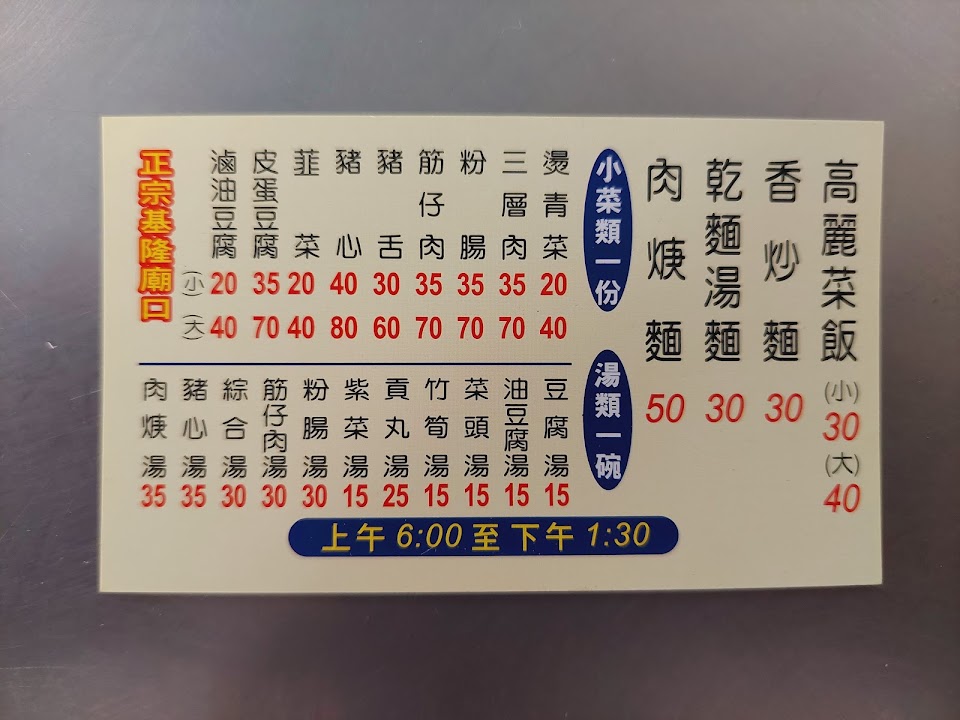 高麗菜飯
(小)
30
(大)
40
香炒麵
30
乾麵湯麵
30
肉焿麵
50
小菜類一份
燙青菜
20
40
三層肉
35
70
粉腸
35
70
筋仔肉
35
70
豬舌
30
60
豬心
40
80
韮菜
20
40
皮蛋豆腐
35
70
滷油豆腐
(小) 20
(大) 40
正宗基隆廟口
湯類一碗
豆腐湯
15
油豆腐湯
15
菜頭湯
15
竹筍湯
15
貢丸湯
25
紫菜湯
15
粉腸湯
30
筋仔肉湯
30
綜合湯
30
豬心湯
35
肉焿湯
35
上午 6:00 至 下午 1:30